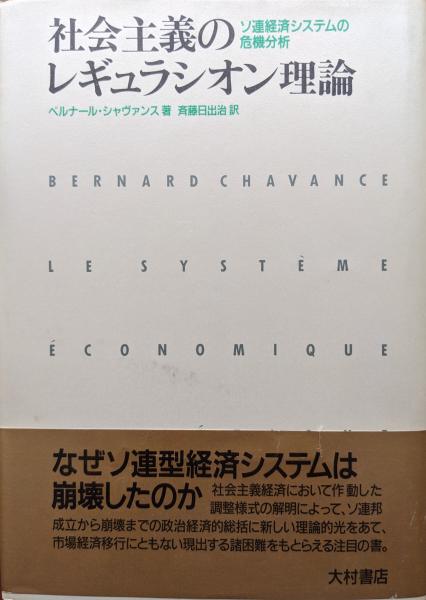 社会主義の
ソ連経済システムの
危機分析
レギュラシオン理論
ベルナール・シャヴァンス 著 斉藤日出治 訳
BERNARD CHAVANCE
LE SYSTÈME
ÉCONOMIQUE
なぜソ連型経済システムは
崩壊したのか 社会主義経済において作動した
調整様式の解明によって、ソ連邦
成立から崩壊までの政治経済的総括に新しい理論的光をあて、
市場経済移行にともない現出する諸困難をもとらえる注目の書。
大村書店